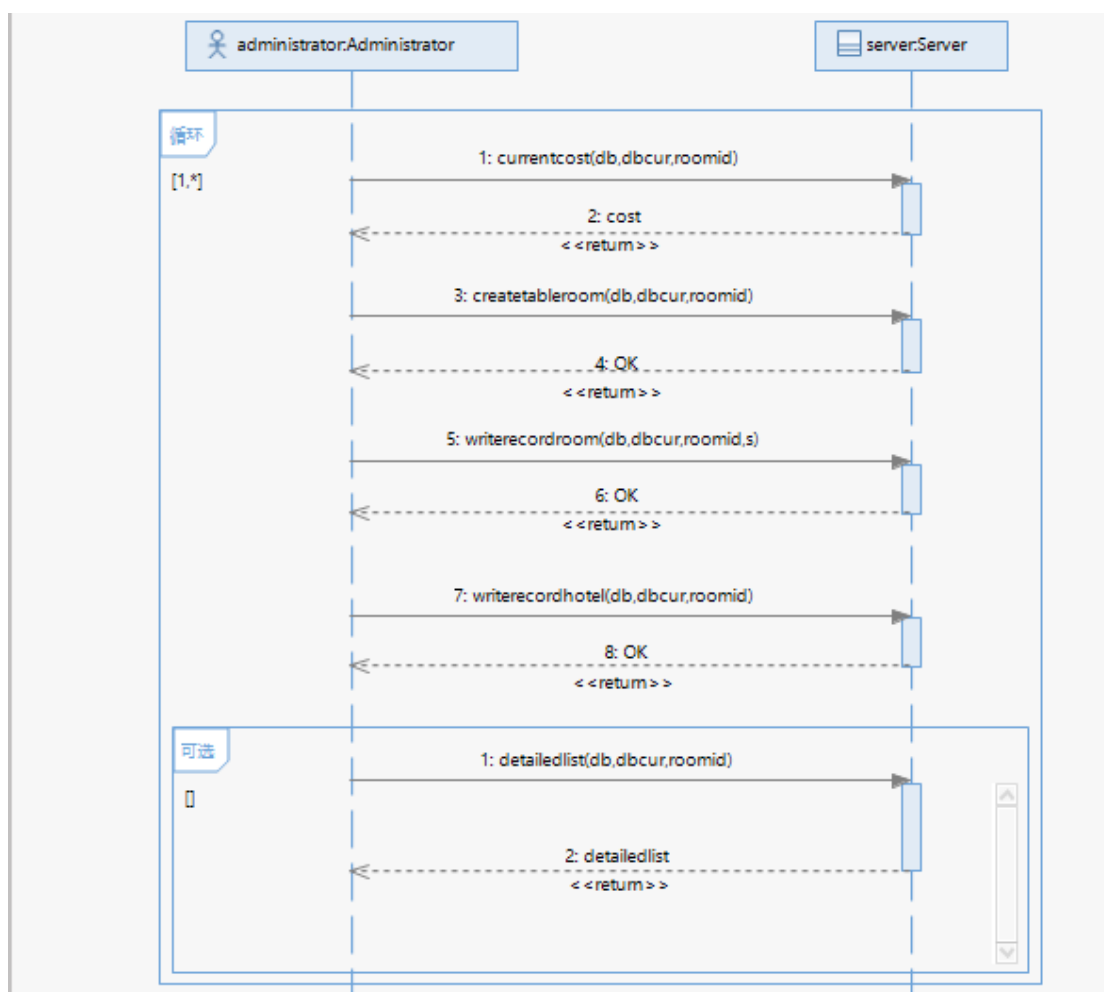 administrator:Administrator
server:Server
循环
[1,*]
1: currentcost(db,dbcur,roomid)
2: cost
<<return>>
3: createtableroom(db,dbcur,roomid)
4: OK
<<return>>
5: writerecordroom(db,dbcur,roomid,s)
6: OK
<<return>>
7: writerecordhotel(db,dbcur,roomid)
8: OK
<<return>>
可选
[]
1: detailedlist(db,dbcur,roomid)
2: detailedlist
<<return>>